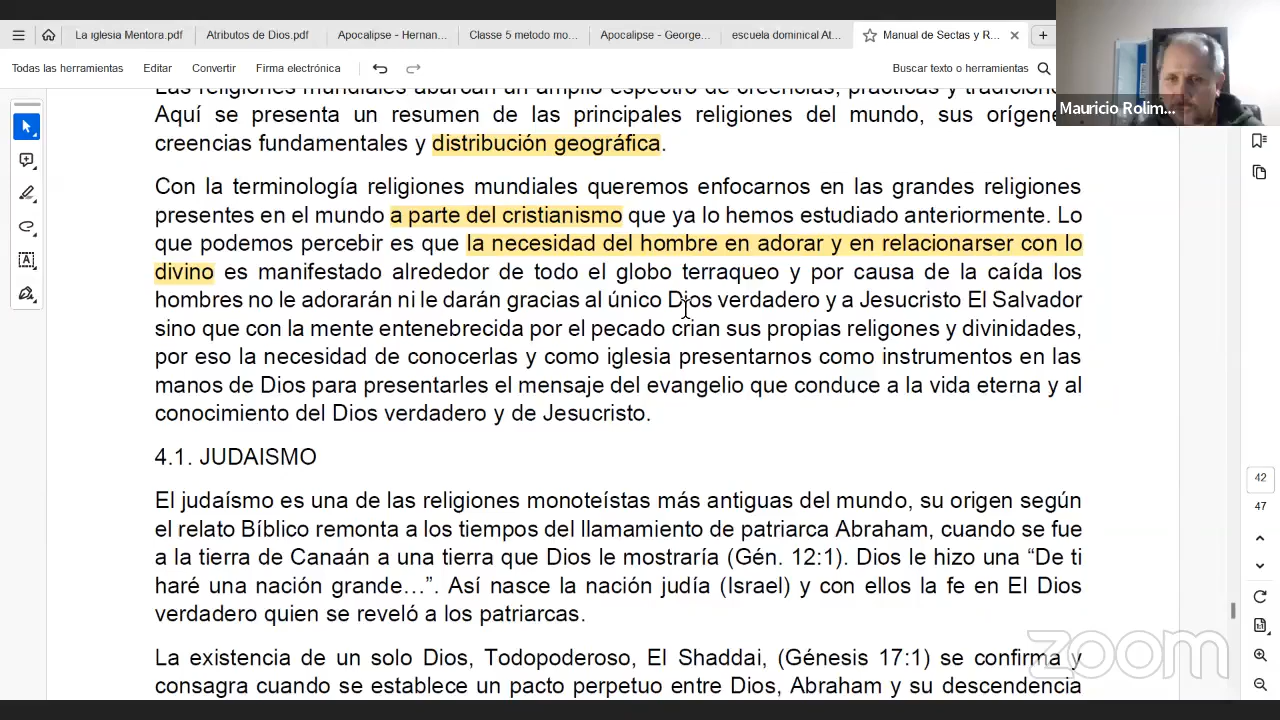 La iglesia Mentora.pdf
Atributos de Dios.pdf
Apocalipse - Hernan...
Classe 5 metodo mo...
Apocalipse - George...
escuela dominical At...
Manual de Sectas y R...
Todas las herramientas
Editar
Convertir
Firma electrónica
Buscar texto o herramientas
Mauricio Rolim...
Las religiones mundiales abarcan un amplio espectro de creencias, prácticas y
Aquí se presenta un resumen de las principales religiones del mundo, sus
creencias fundamentales y distribución geográfica.
Con la terminología religiones mundiales queremos enfocarnos en las grandes religiones
presentes en el mundo a parte del cristianismo que ya lo hemos estudiado anteriormente. Lo
que podemos percebir es que la necesidad del hombre en adorar y en relacionarser con lo
divino es manifestado alrededor de todo el globo terraqueo y por causa de la caída los
hombres no le adorarán ni le darán gracias al único Dios verdadero y a Jesucristo El Salvador
sino que con la mente entenebrecida por el pecado crian sus propias religones y divinidades,
por eso la necesidad de conocerlas y como iglesia presentarnos como instrumentos en las
manos de Dios para presentarles el mensaje del evangelio que conduce a la vida eterna y al
conocimiento del Dios verdadero y de Jesucristo.
4.1. JUDAISMO
El judaísmo es una de las religiones monoteístas más antiguas del mundo, su origen según
el relato Bíblico remonta a los tiempos del llamamiento de patriarca Abraham, cuando se fue
a la tierra de Canaán a una tierra que Dios le mostraría (Gén. 12:1). Dios le hizo una “De ti
haré una nación grande…”. Así nasce la nación judía (Israel) y con ellos la fe en El Dios
verdadero quien se reveló a los patriarcas.
La existencia de un solo Dios, Todopoderoso, El Shaddai, (Génesis 17:1) se confirma y
consagra cuando se establece un pacto perpetuo entre Dios, Abraham y su descendencia
42
47
zoom